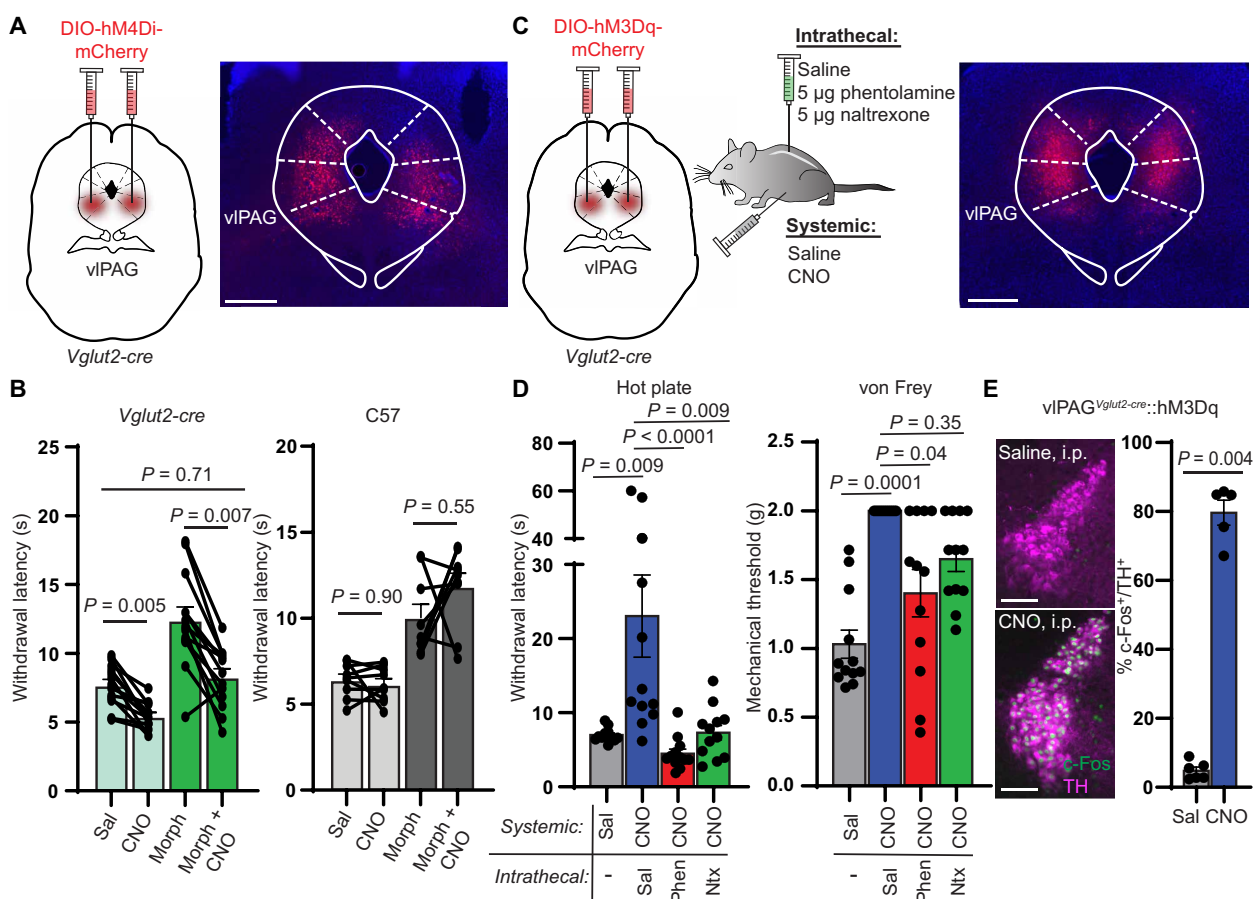 A
DIO-hM4Di-
mCherry
vlPAG
Vglut2-cre
vlPAG
C
DIO-hM3Dq-
mCherry
vlPAG
Vglut2-cre
Intrathecal:
Saline
5 µg phentolamine
5 µg naltrexone
Systemic:
Saline
CNO
vlPAG
B
Vglut2-cre
Withdrawal latency (s)
25
20
15
10
5
0
P = 0.71
P = 0.007
P = 0.005
Sal
CNO
Morph
Morph +
CNO
C57
Withdrawal latency (s)
20
15
10
5
0
P = 0.55
P = 0.90
Sal
CNO
Morph
Morph +
CNO
D
Hot plate
Withdrawal latency (s)
80
60
40
30
20
10
0
P = 0.009
P < 0.0001
P = 0.009
Systemic:
Sal
CNO
CNO
CNO
Intrathecal:
-
Sal
Phen
Ntx
von Frey
Mechanical threshold (g)
2.0
1.5
1.0
2.5
2.0
P = 0.35
P = 0.04
P = 0.0001
Sal
CNO
CNO
CNO
-
Sal
Phen
Ntx
E
vlPAGVglut2-cre::hM3Dq
Saline, i.p.
CNO, i.p.
c-Fos
TH
% c-Fos+/TH+
100
80
60
40
20
0
P = 0.004
Sal CNO